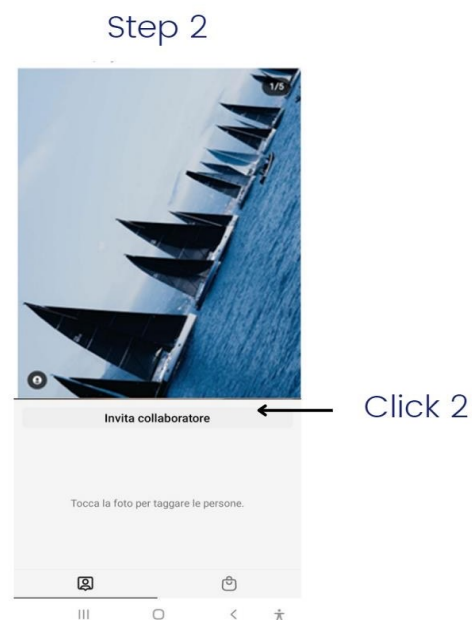 Step 2
1/5
Invita collaboratore
Click 2
Tocca la foto per taggare le persone.